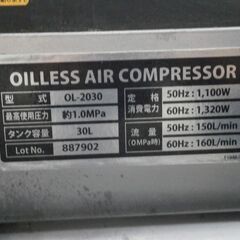 OILLESS AIR COMPRESSOR
型式 OL-2030
最高使用圧力 約1.0MPa
タンク容量 30L
Lot No. 887902
定格消費電力 50Hz:1,100W
60Hz:1,320W
流量(0MPa時) 50Hz:150L/min
60Hz:160L/min